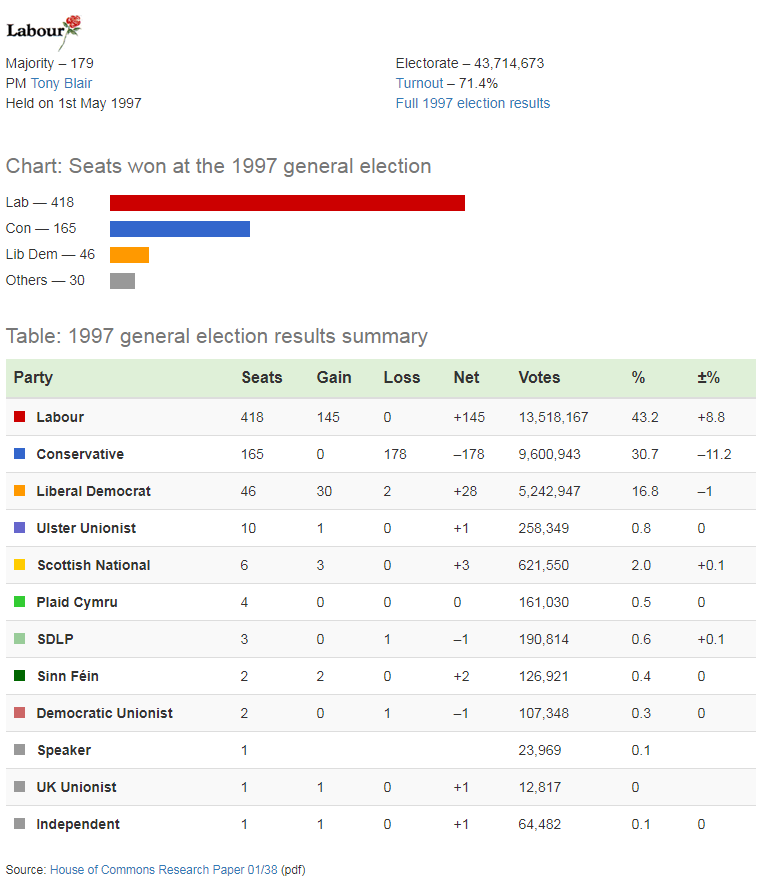 Labour
Majority – 179
PM Tony Blair
Held on 1st May 1997
Electorate – 43,714,673
Turnout – 71.4%
Full 1997 election results
Chart: Seats won at the 1997 general election
Lab — 418
Con — 165
Lib Dem — 46
Others — 30
Table: 1997 general election results summary
Party Seats Gain Loss Net Votes % ±%
Labour 418 145 0 +145 13,518,167 43.2 +8.8
Conservative 165 0 178 –178 9,600,943 30.7 –11.2
Liberal Democrat 46 30 2 +28 5,242,947 16.8 –1
Ulster Unionist 10 1 0 +1 258,349 0.8 0
Scottish National 6 3 0 +3 621,550 2.0 +0.1
Plaid Cymru 4 0 0 0 161,030 0.5 0
SDLP 3 0 1 –1 190,814 0.6 +0.1
Sinn Féin 2 2 0 +2 126,921 0.4 0
Democratic Unionist 2 0 1 –1 107,348 0.3 0
Speaker 1 23,969 0.1
UK Unionist 1 1 0 +1 12,817 0
Independent 1 1 0 +1 64,482 0.1 0
Source: House of Commons Research Paper 01/38 (pdf)